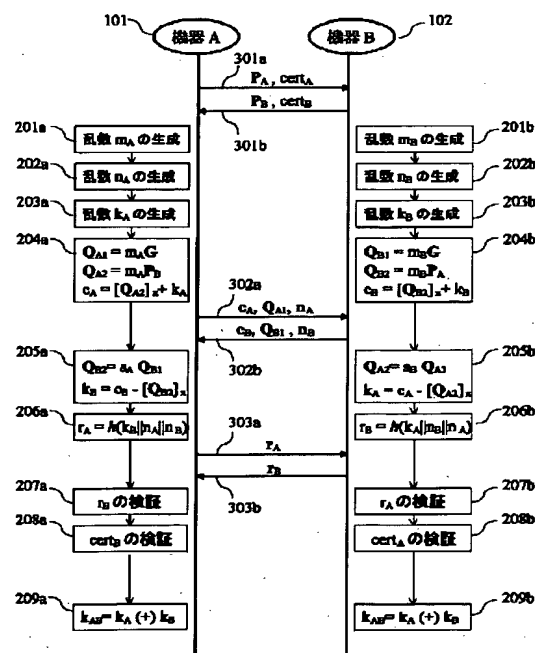 101
機器 A
機器 B
102
301a
P_A , cert_A
P_B , cert_B
301b
201a
乱数 m_A の生成
202a
乱数 n_A の生成
203a
乱数 k_A の生成
204a
Q_A1 = m_A G
Q_A2 = m_A P_B
c_A = [Q_A2]_x + k_A
201b
乱数 m_B の生成
202b
乱数 n_B の生成
203b
乱数 k_B の生成
204b
Q_B1 = m_B G
Q_B2 = m_B P_A
c_B = [Q_B2]_x + k_B
302a
c_A, Q_A1, n_A
c_B, Q_B1 , n_B
302b
205a
Q_B2 = s_A Q_B1
k_B = c_B - [Q_B2]_x
206a
r_A = h(k_B||n_A||n_B)
205b
Q_A2 = s_B Q_A1
k_A = c_A - [Q_A2]_x
206b
r_B = h(k_A||n_B||n_A)
303a
r_A
r_B
303b
207a
r_B の検証
208a
cert_B の検証
209a
k_AB = k_A (+) k_B
207b
r_A の検証
208b
cert_A の検証
209b
k_AB = k_A (+) k_B